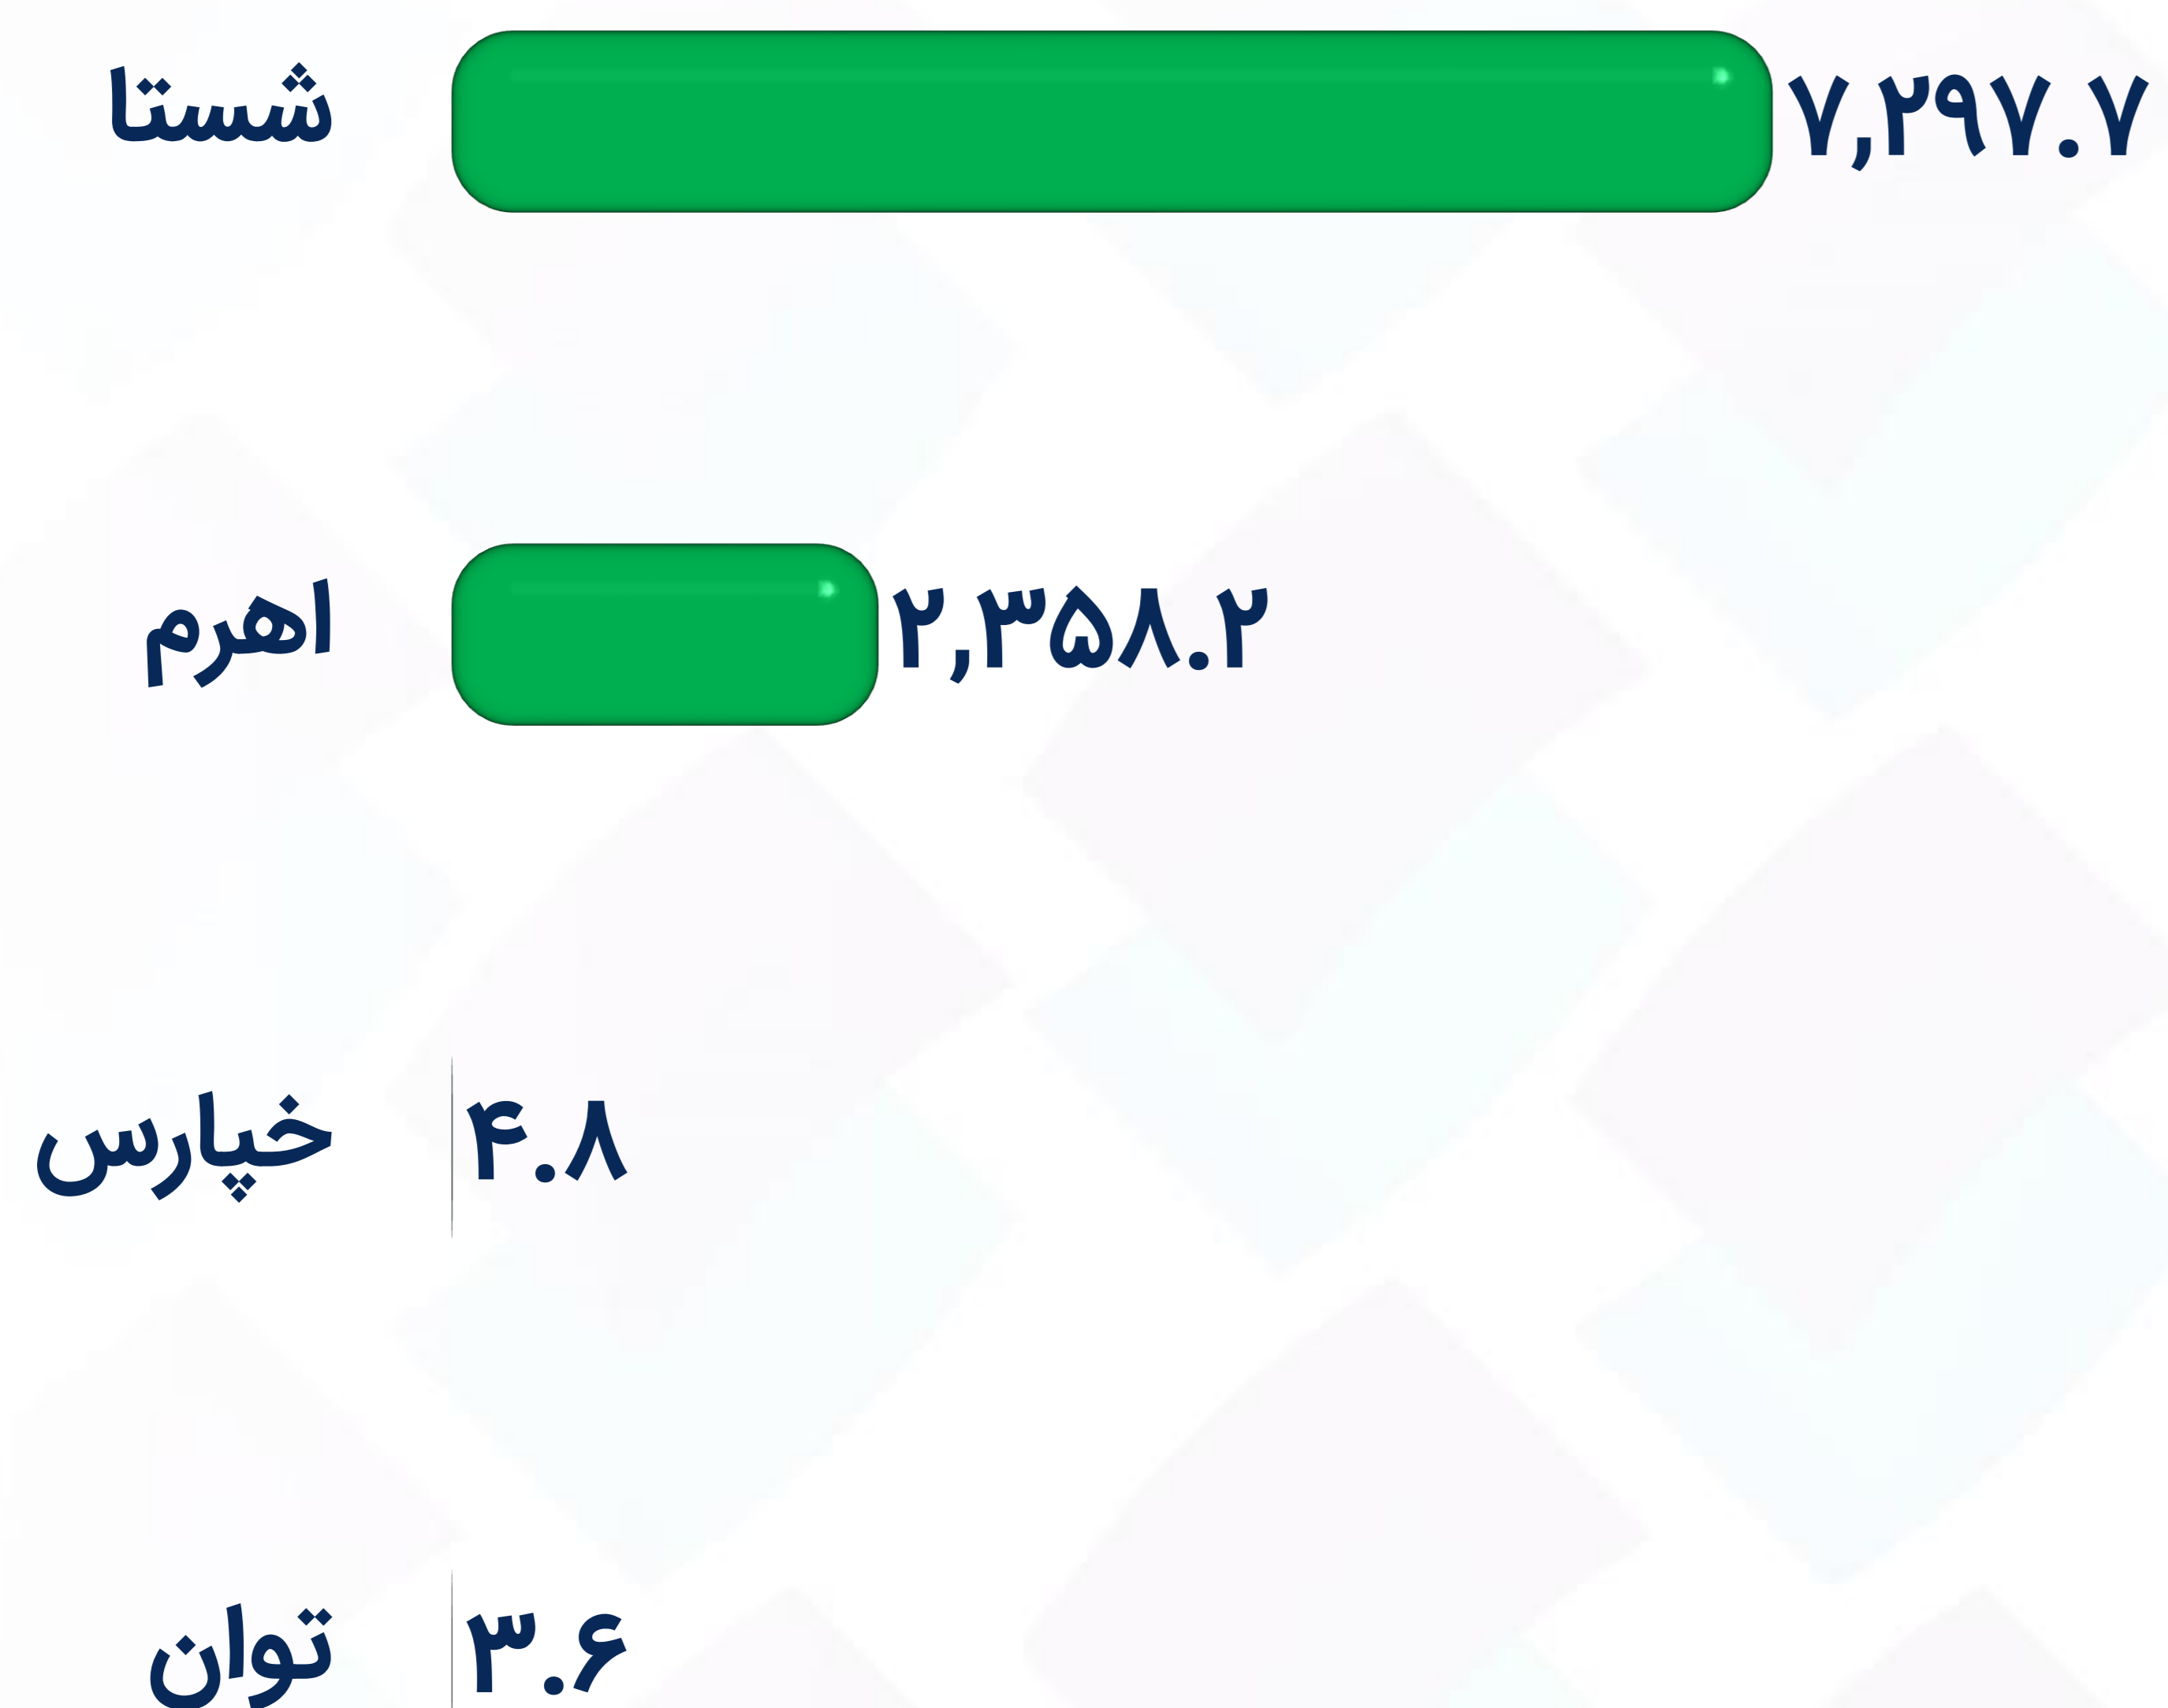 شستا ۷,۲۹۷.۷
اهرم ۲,۳۵۸.۲
خپارس ۴.۸
توان ۳.۶